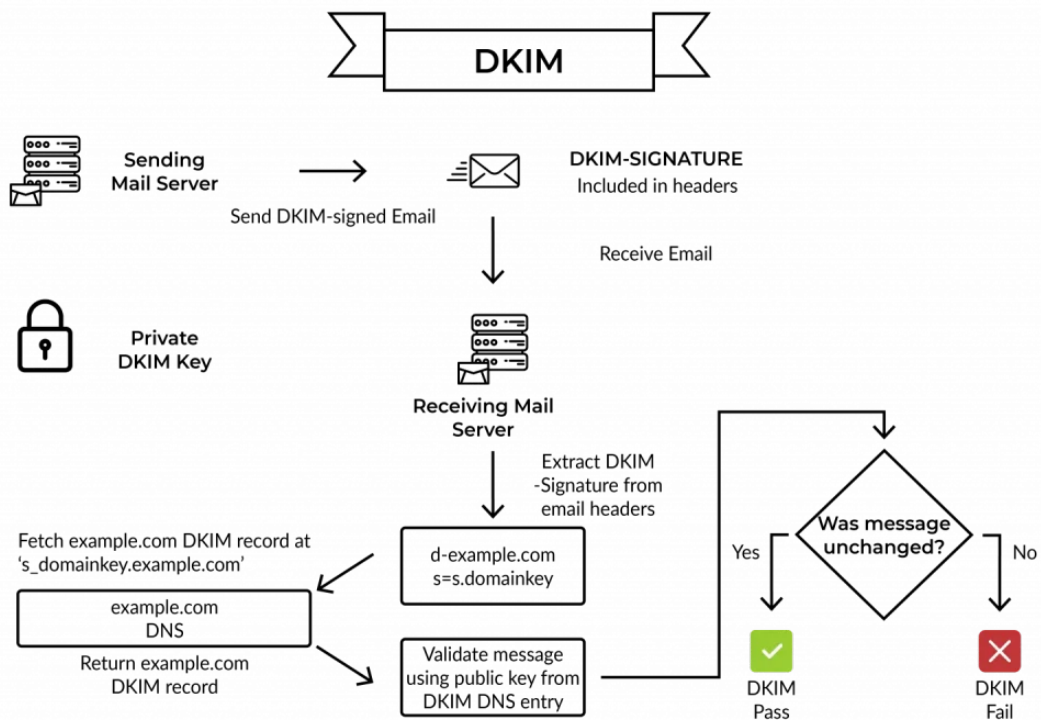 DKIM
Sending
Mail Server
Send DKIM-signed Email
DKIM-SIGNATURE
Included in headers
Receive Email
Private
DKIM Key
Receiving Mail
Server
Extract DKIM
-Signature from
email headers
d-example.com
s=s.domainkey
Fetch example.com DKIM record at
‘s_domainkey.example.com’
example.com
DNS
Return example.com
DKIM record
Validate message
using public key from
DKIM DNS entry
Was message
unchanged?
Yes
No
DKIM
Pass
DKIM
Fail